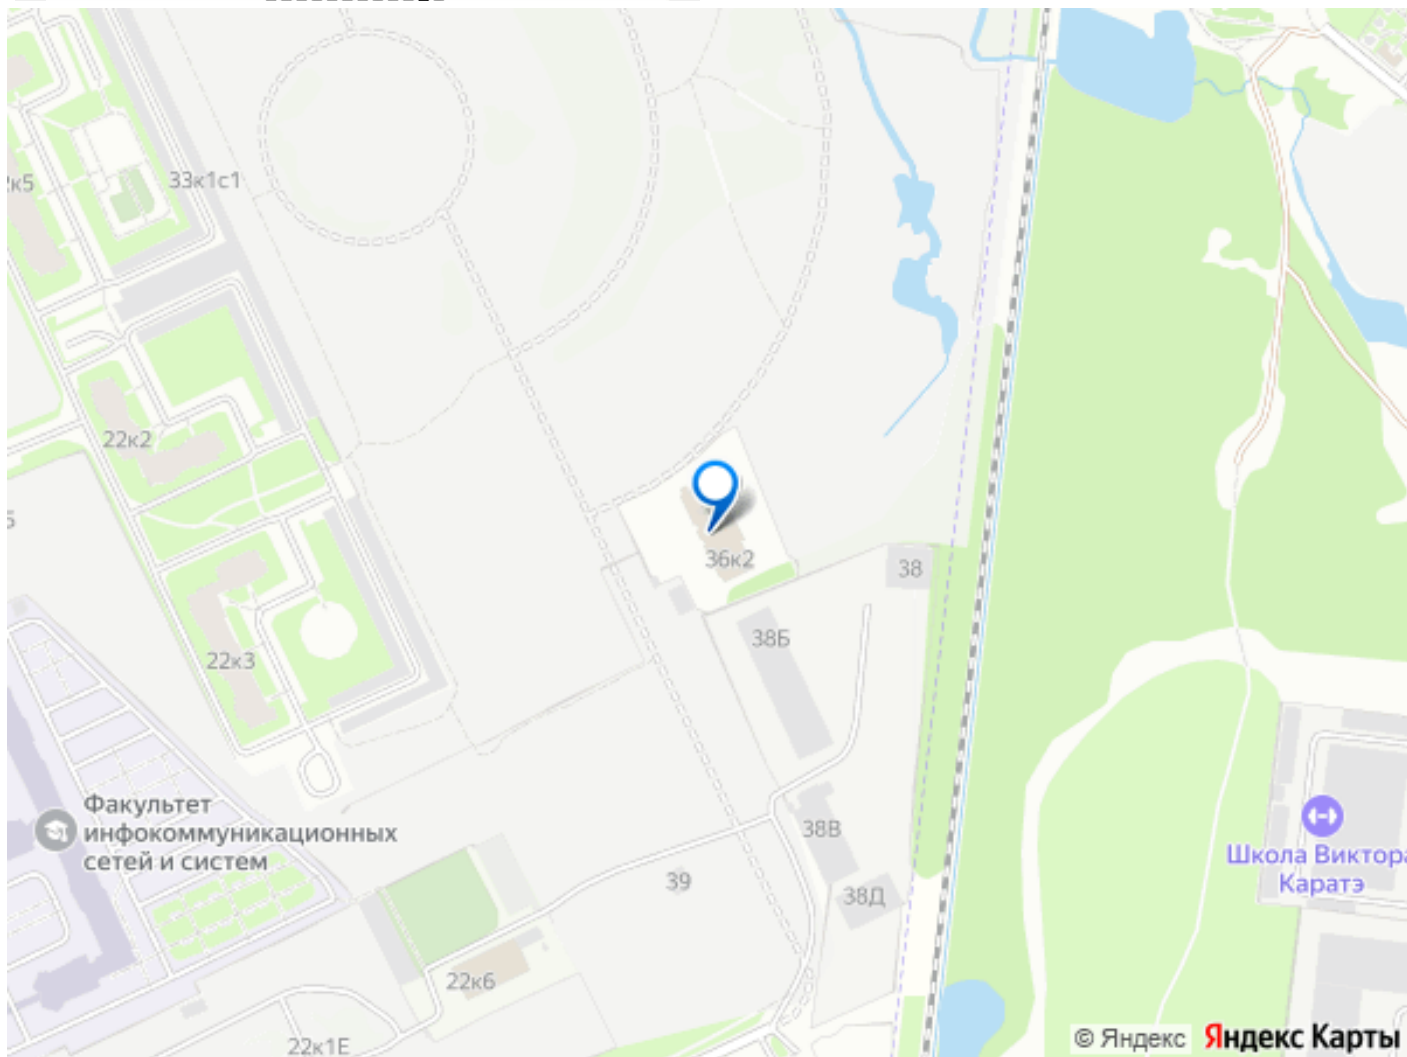 33к1с1
к5
22к2
36к2
38
38Б
22к3
Факультет
инфокоммуникационных
сетей и систем
38В
Школа Виктора
Каратэ
39
38Д
22к6
22к1Е
© Яндекс Яндекс Карты